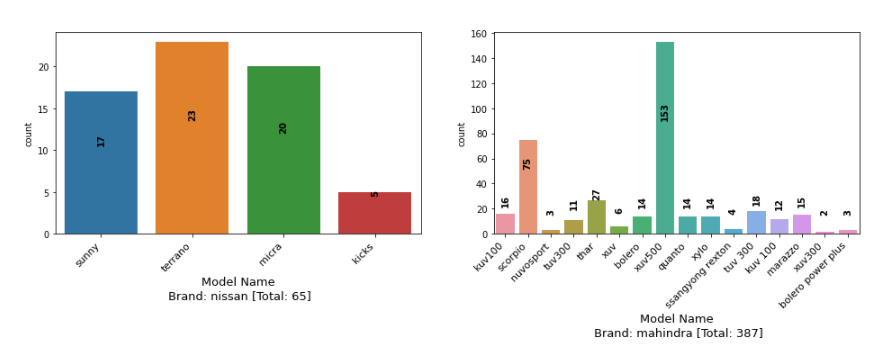 20
15
10
5
0
count
17
23
20
5
sunny
terrano
micra
kicks
Model Name
Brand: nissan [Total: 65]
160
140
120
100
80
60
40
20
0
count
16
75
3
11
27
6
14
153
14
14
4
18
12
15
2
3
kuv100
scorpio
nuvosport
tuv300
thar
xuv
bolero
xuv500
quanto
xylo
ssangyong rexton
tuv 300
kuv 100
marazzo
xuv300
bolero power plus
Model Name
Brand: mahindra [Total: 387]